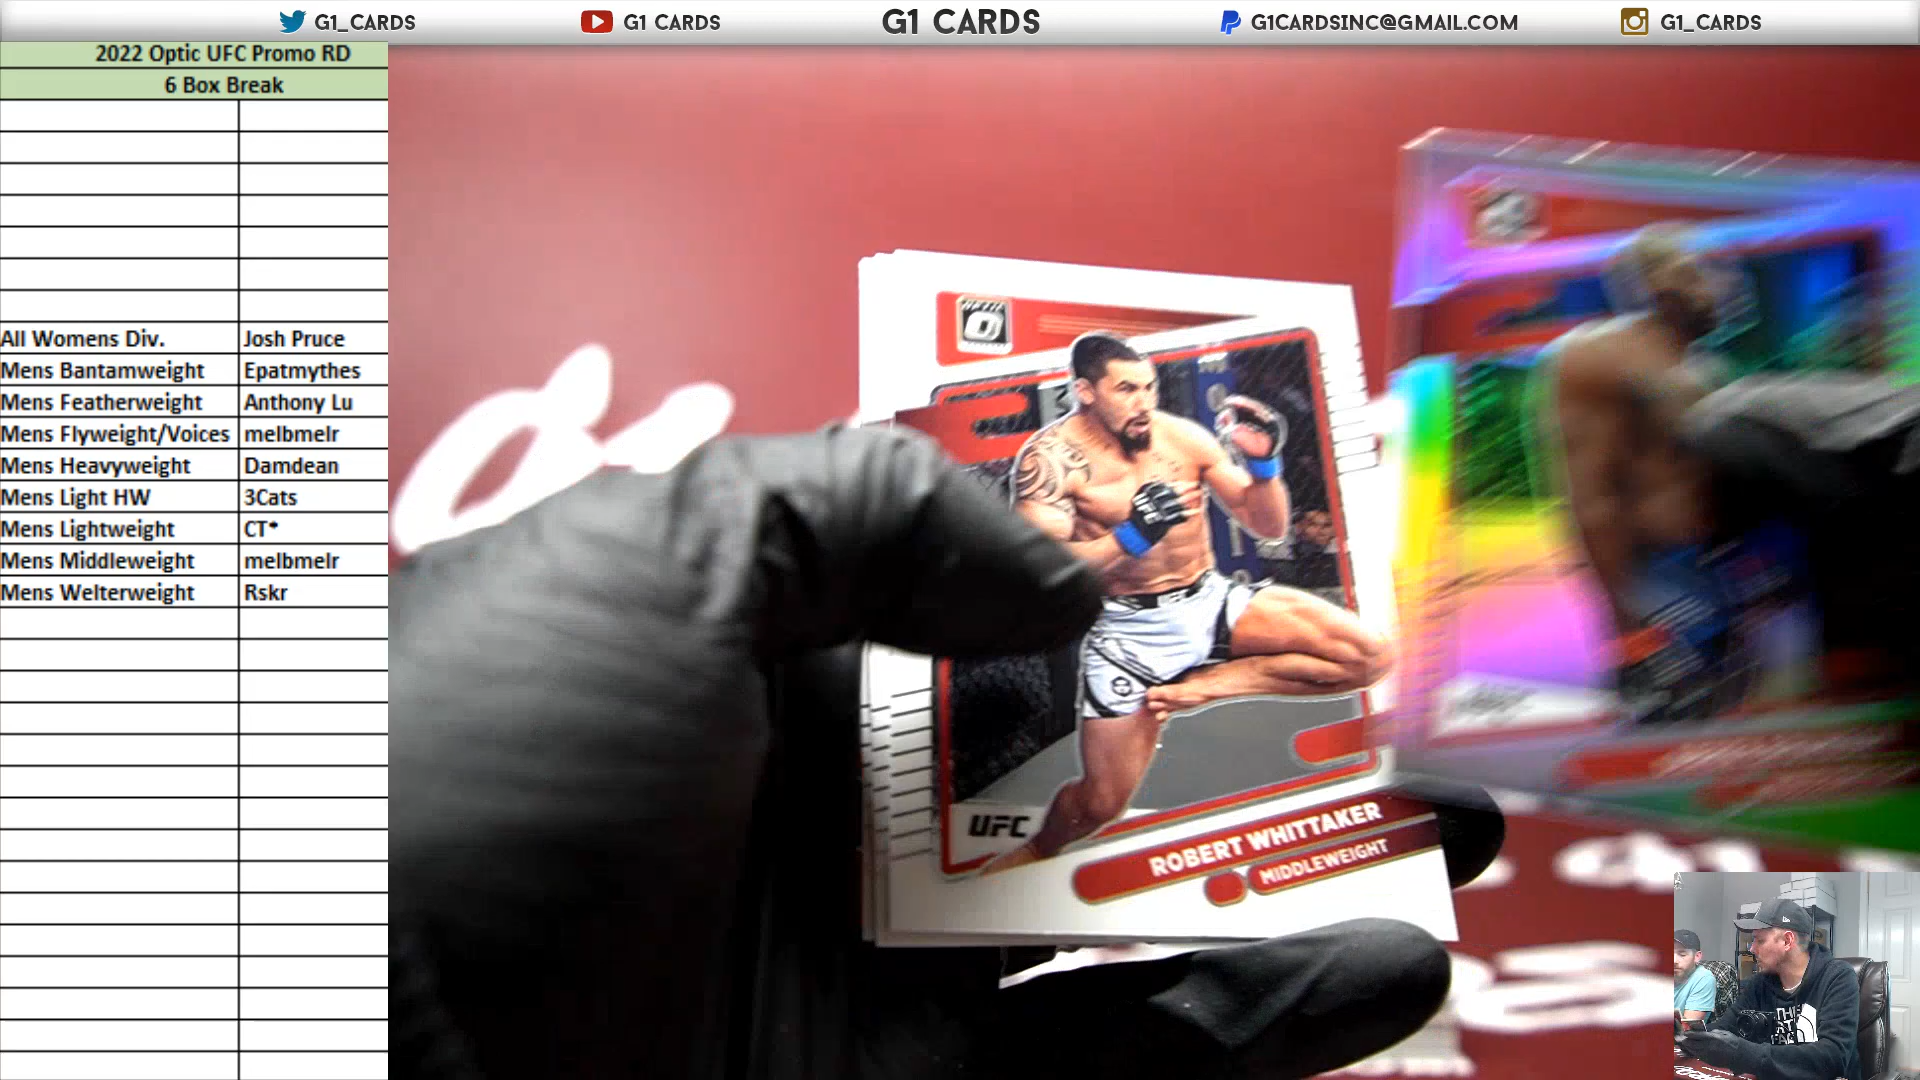 G1_CARDS
G1 CARDS
G1 CARDS
G1CARDSINC@GMAIL.COM
G1_CARDS
2022 Optic UFC Promo RD
6 Box Break
All Womens Div. Josh Pruce
Mens Bantamweight Epatmythes
Mens Featherweight Anthony Lu
Mens Flyweight/Voices melbmelr
Mens Heavyweight Damdean
Mens Light HW 3Cats
Mens Lightweight CT*
Mens Middleweight melbmelr
Mens Welterweight Rskr
OPTIC
UFC
ROBERT WHITTAKER
MIDDLEWEIGHT